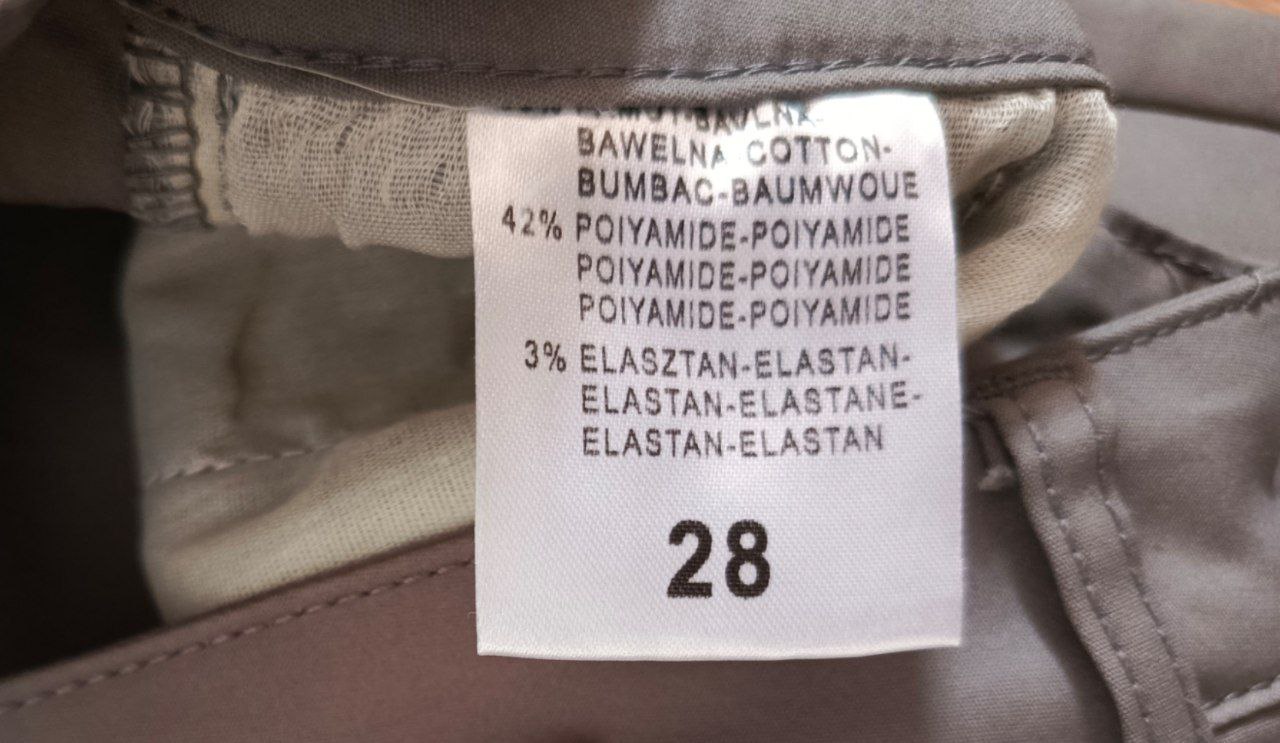 BAWELNA COTTON-
BUMBAC-BAUMWOUE
42% POIYAMIDE-POIYAMIDE
POIYAMIDE-POIYAMIDE
POIYAMIDE-POIYAMIDE
3% ELASZTAN-ELASTAN-
ELASTAN-ELASTANE-
ELASTAN-ELASTAN
28